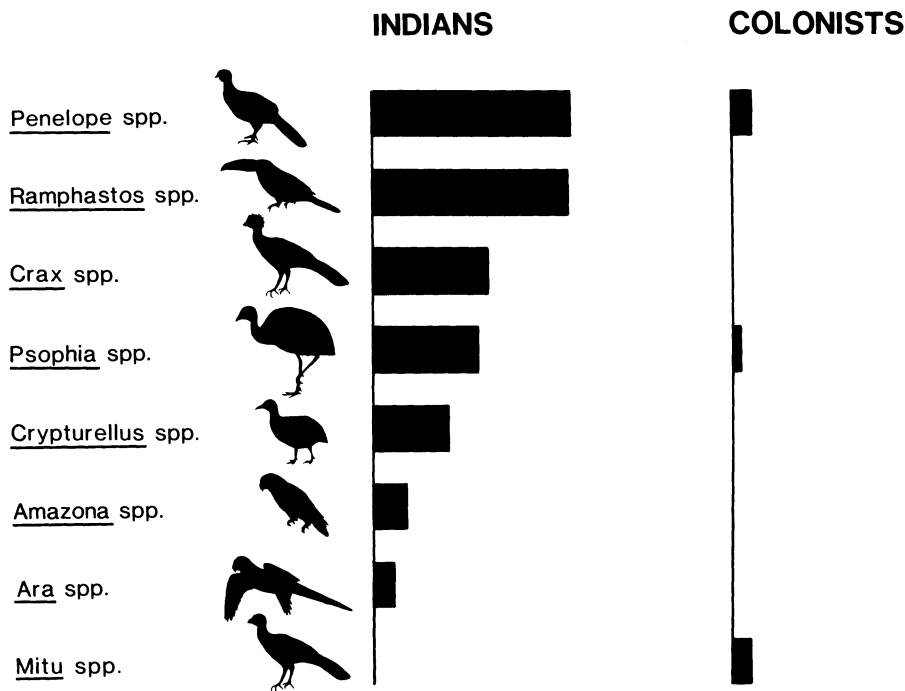 INDIANS COLONISTS
Penelope spp.
Ramphastos spp.
Crax spp.
Psophia spp.
Crypturellus spp.
Amazona spp.
Ara spp.
Mitu spp.